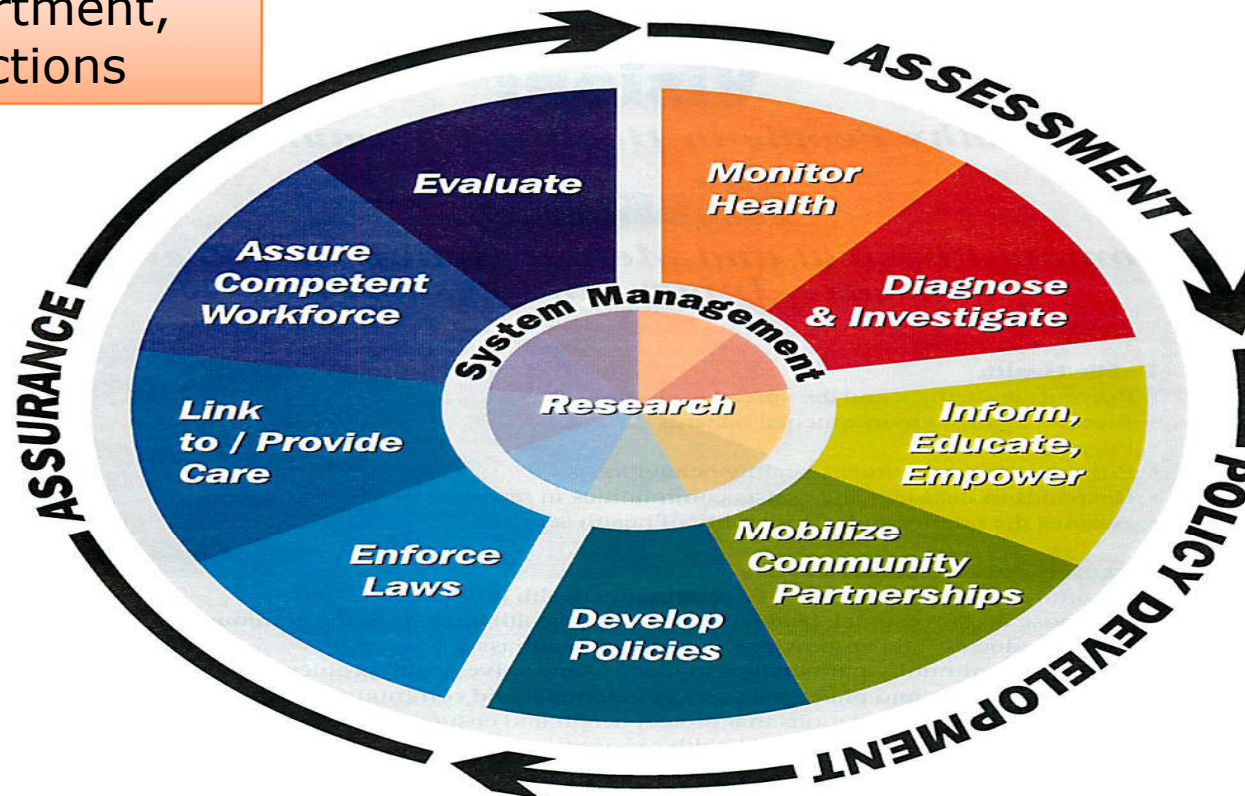 ctions
ASSESSMENT
POLICY DEVELOPMENT
ASSURANCE
Monitor
Health
Diagnose
& Investigate
Inform,
Educate,
Empower
Mobilize
Community
Partnerships
Develop
Policies
Enforce
Laws
Link
to / Provide
Care
Assure
Competent
Workforce
Evaluate
System Management
Research